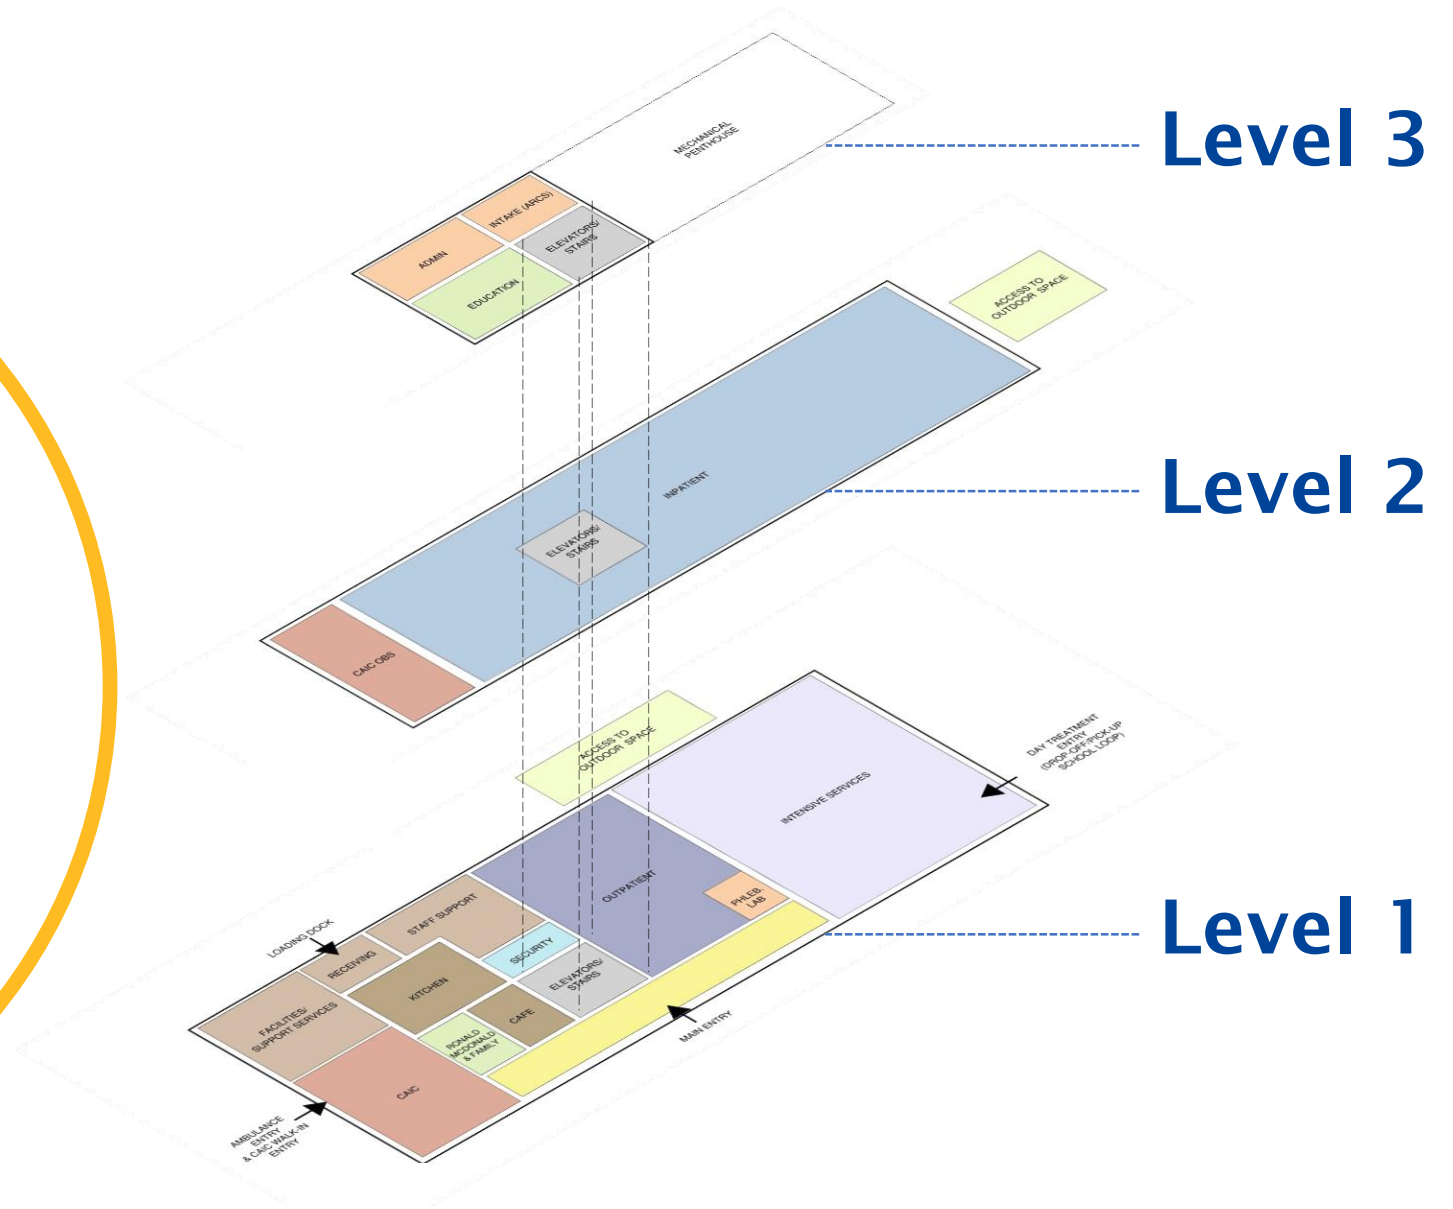 MECHANICAL
PENTHOUSE
Level 3
INTAKE (ARCS)
ELEVATORS/
STAIRS
ADMIN
EDUCATION
ACCESS TO
OUTDOOR SPACE
Level 2
INPATIENT
ELEVATORS/
STAIRS
CAIC OBS
ACCESS TO
OUTDOOR SPACE
DAY TREATMENT
ENTRY
(DROP-OFF/PICK-UP
SCHOOL LOOP)
INTENSIVE SERVICES
OUTPATIENT
PHLEB.
LAB
Level 1
LOADING DOCK
STAFF SUPPORT
SECURITY
RECEIVING
ELEVATORS/
STAIRS
KITCHEN
CAFE
FACILITIES/
SUPPORT SERVICES
RONALD
MCDONALD
& FAMILY
MAIN ENTRY
CAIC
AMBULANCE
ENTRY
& CAIC WALK-IN
ENTRY